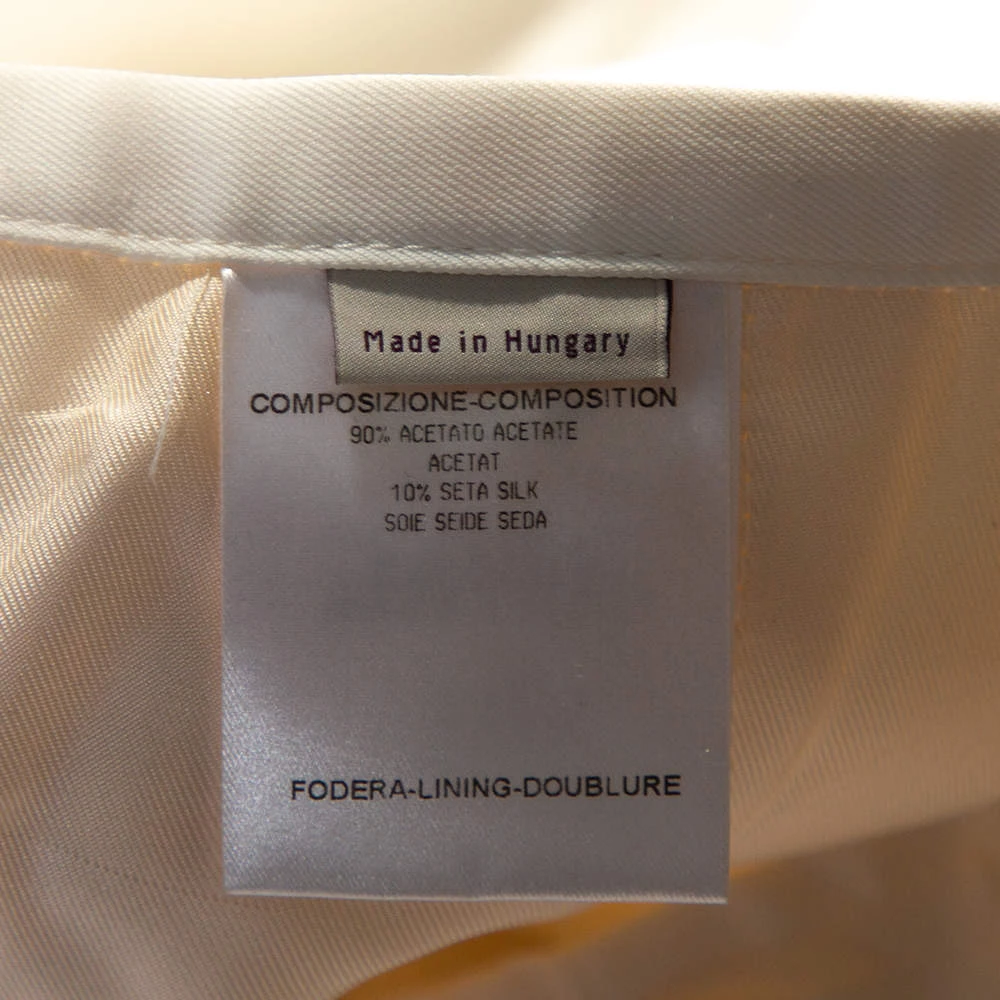 Made in Hungary
COMPOSIZIONE-COMPOSITION
90% ACETATO ACETATE
ACETAT
10% SETA SILK
SOIE SEIDE SEDA
FODERA-LINING-DOUBLURE